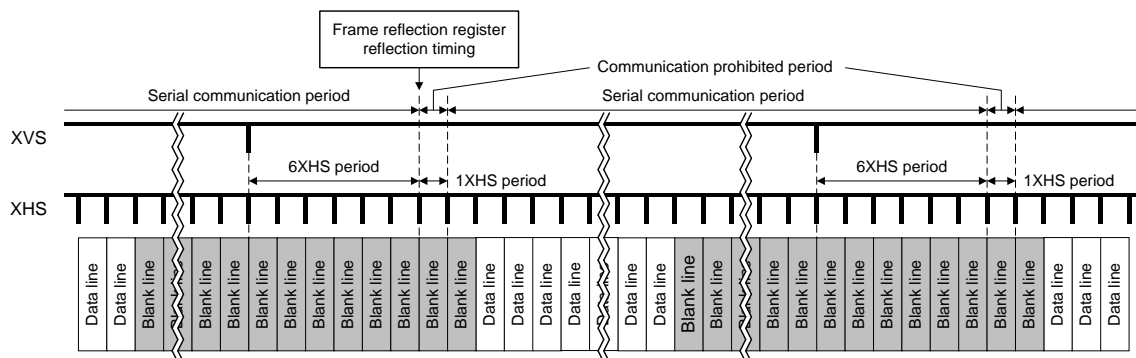 Frame reflection register
reflection timing
Communication prohibited period
Serial communication period
Serial communication period
XVS
6XHS period
1XHS period
6XHS period
1XHS period
XHS
Data line
Data line
Blank line
Blank line
Blank line
Blank line
Blank line
Blank line
Blank line
Blank line
Blank line
Blank line
Blank line
Data line
Data line
Data line
Data line
Data line
Data line
Blank line
Blank line
Blank line
Blank line
Blank line
Blank line
Blank line
Blank line
Blank line
Blank line
Blank line
Blank line
Data line
Data line
Data line